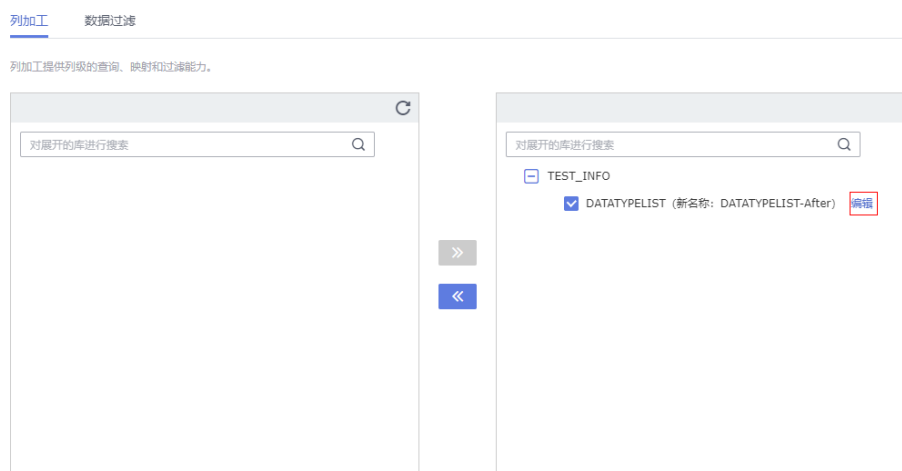 列加工 数据过滤
列加工提供列级的查询、映射和过滤能力。
对展开的库进行搜索 对展开的库进行搜索
TEST_INFO
DATATYPELIST（新名称：DATATYPELIST-After） 编辑